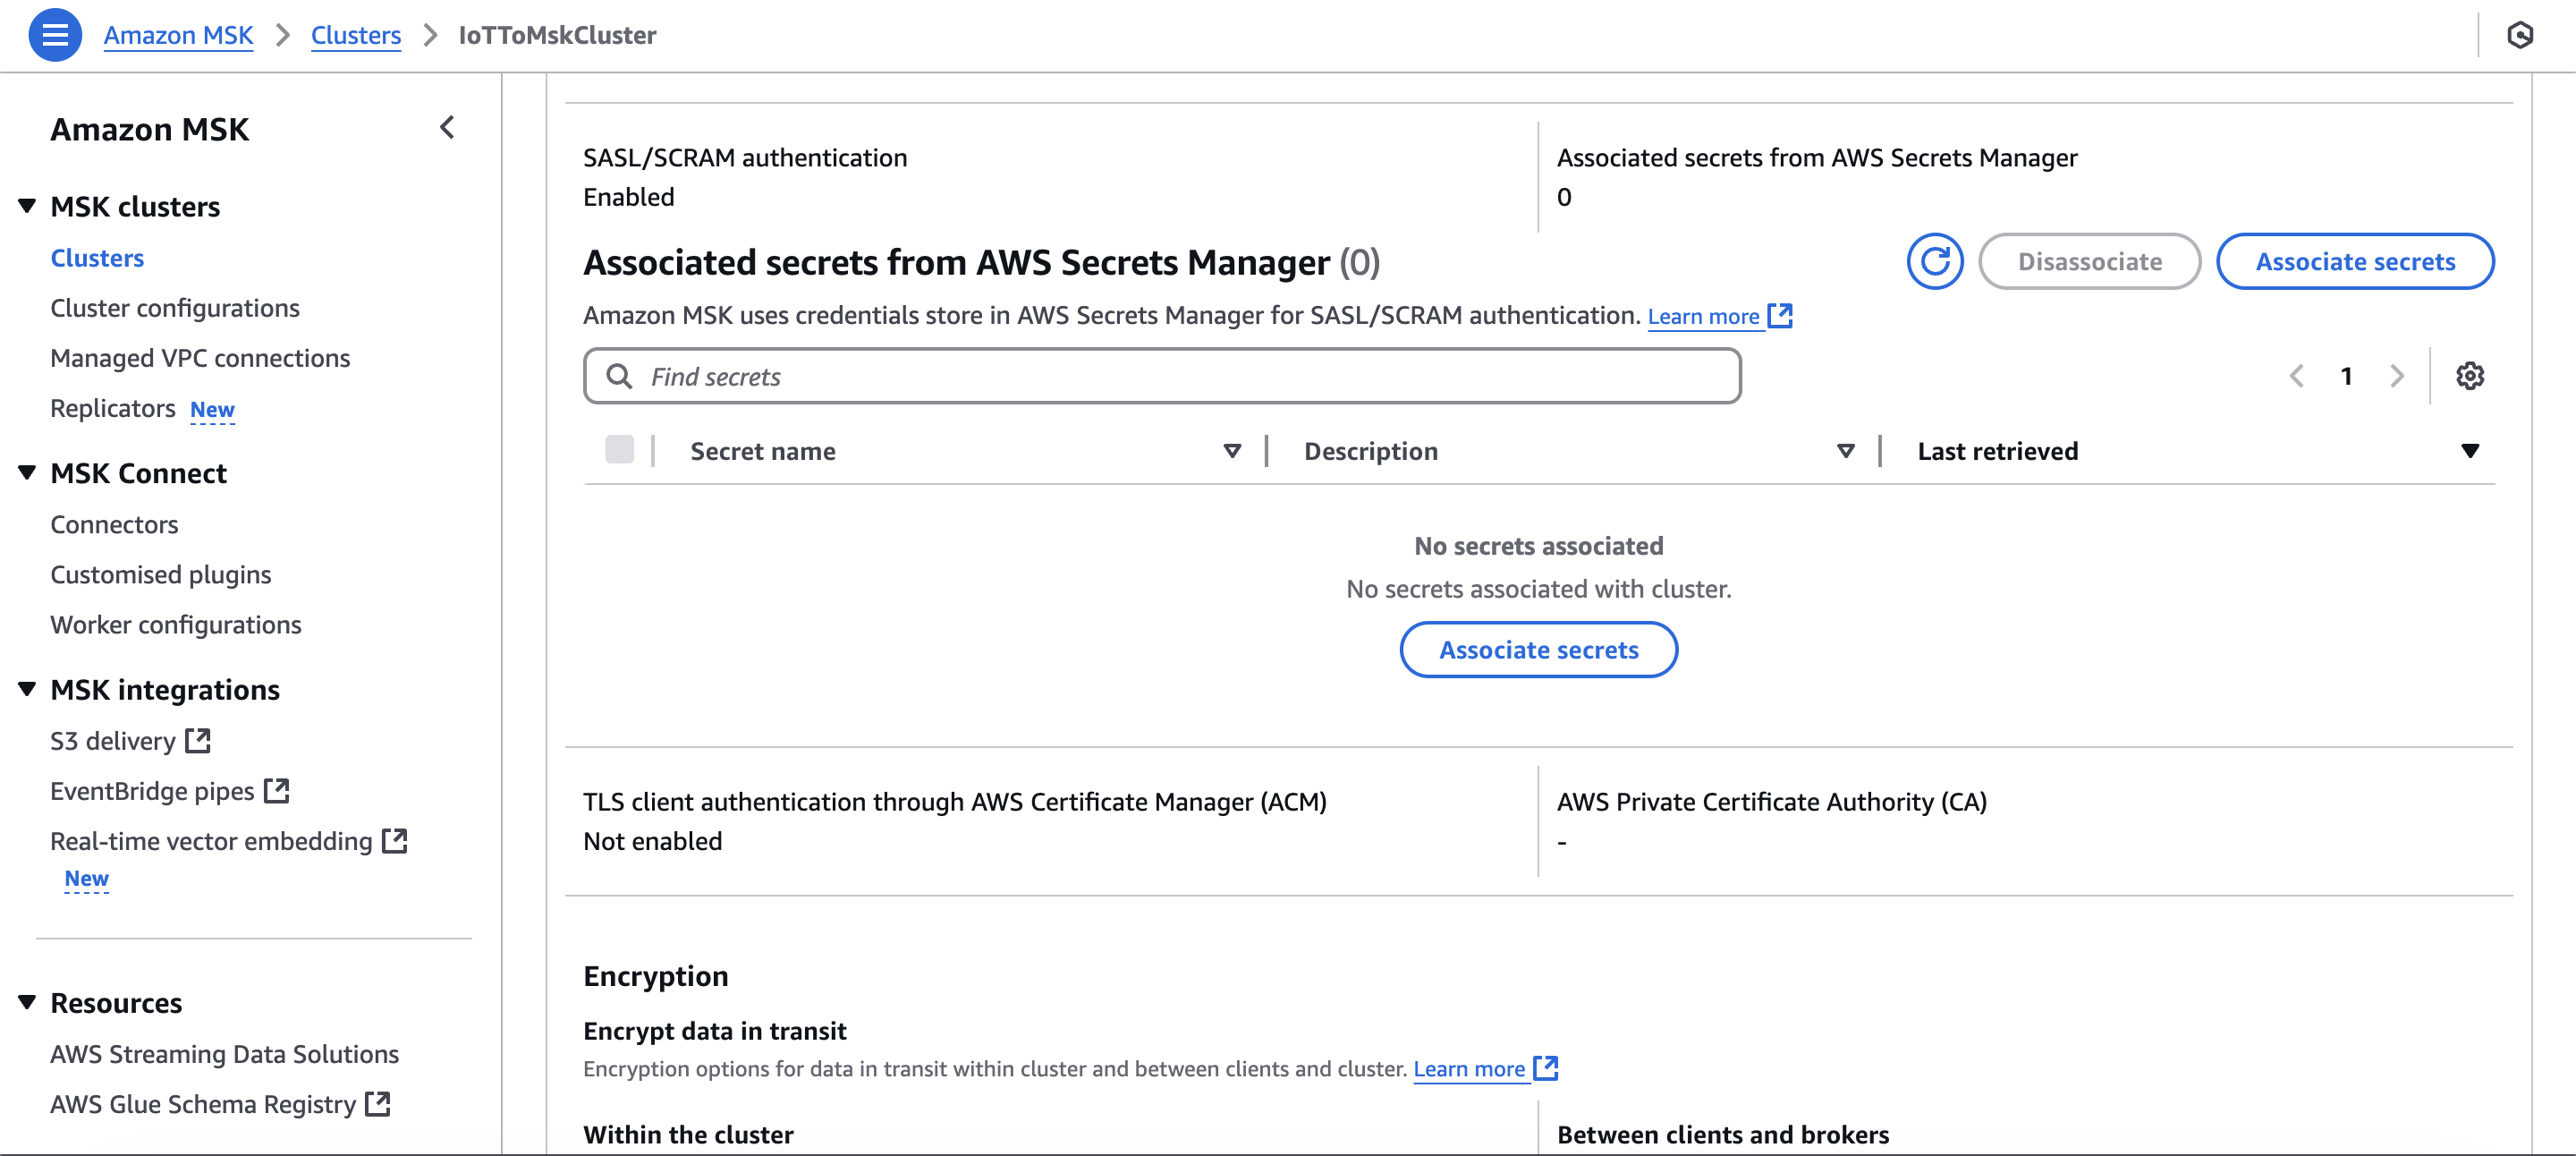 Amazon MSK > Clusters > IoTToMskCluster
Amazon MSK
MSK clusters
Clusters
Cluster configurations
Managed VPC connections
Replicators New
MSK Connect
Connectors
Customised plugins
Worker configurations
MSK integrations
S3 delivery
EventBridge pipes
Real-time vector embedding
New
Resources
AWS Streaming Data Solutions
AWS Glue Schema Registry
SASL/SCRAM authentication
Enabled
Associated secrets from AWS Secrets Manager
0
Associated secrets from AWS Secrets Manager (0)
Disassociate
Associate secrets
Amazon MSK uses credentials store in AWS Secrets Manager for SASL/SCRAM authentication. Learn more
Find secrets
1
Secret name
Description
Last retrieved
No secrets associated
No secrets associated with cluster.
Associate secrets
TLS client authentication through AWS Certificate Manager (ACM)
Not enabled
AWS Private Certificate Authority (CA)
-
Encryption
Encrypt data in transit
Encryption options for data in transit within cluster and between clients and cluster. Learn more
Within the cluster
Between clients and brokers